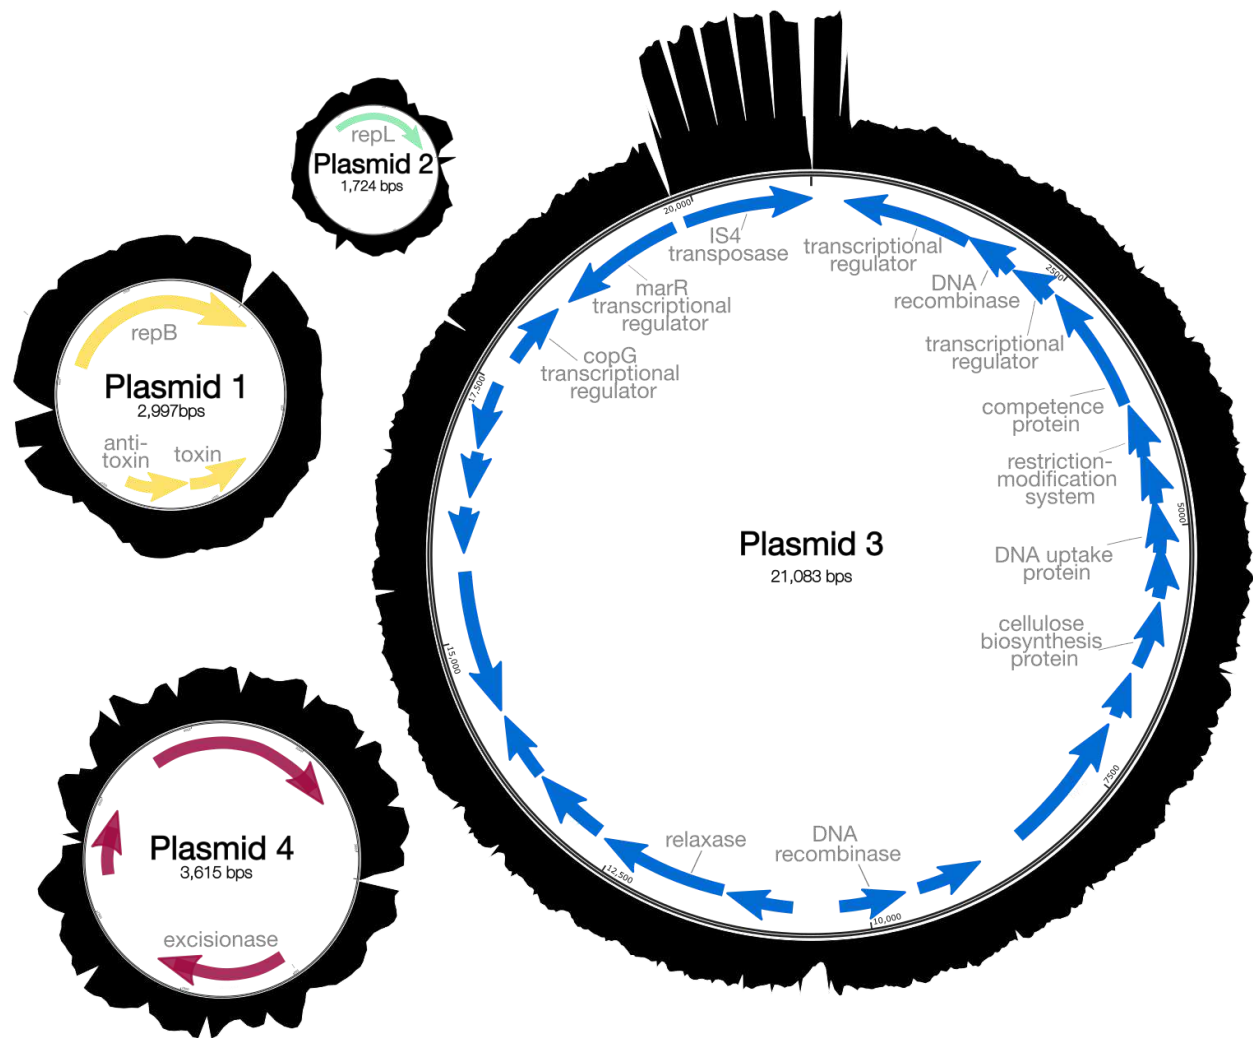 repL
Plasmid 2
1,724 bps
repB
Plasmid 1
2,997bps
anti-
toxin
toxin
Plasmid 4
3,615 bps
excisionase
20,000
IS4
transposase
transcriptional
regulator
DNA
recombinase
2500
marR
transcriptional
regulator
transcriptional
regulator
copG
transcriptional
regulator
17,500
competence
protein
restriction-
modification
system
5000
Plasmid 3
21,083 bps
DNA uptake
protein
cellulose
biosynthesis
protein
15,000
7500
relaxase
DNA
recombinase
12,500
10,000